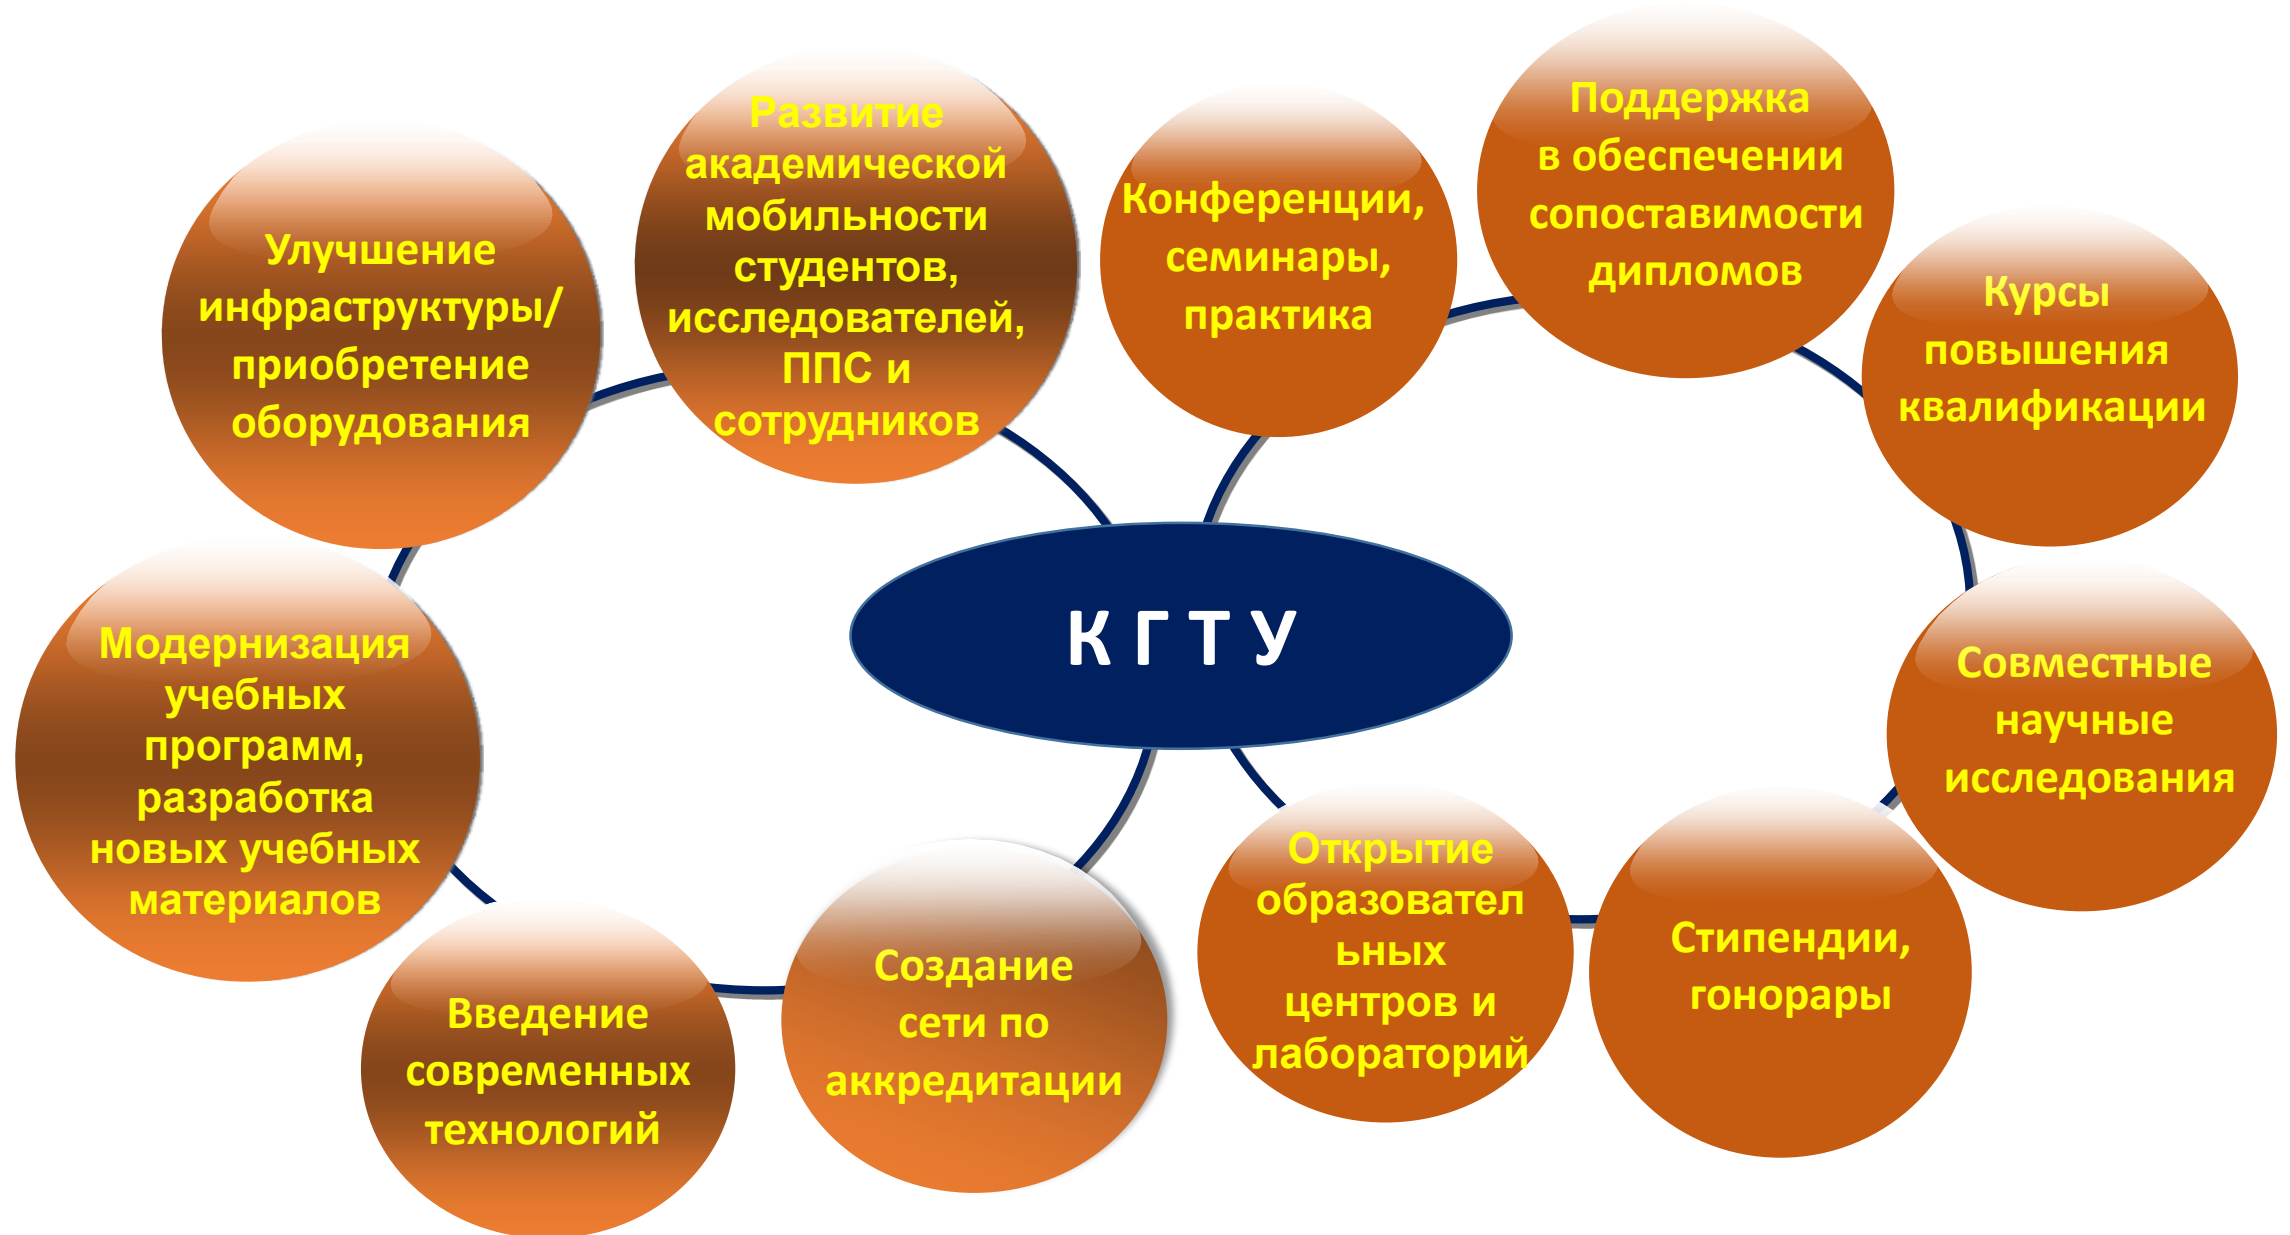 Развитие
академической
мобильности
студентов,
исследователей,
ППС и
сотрудников
Конференции,
семинары,
практика
Поддержка
в обеспечении
сопоставимости
дипломов
Улучшение
инфраструктуры/
приобретение
оборудования
Курсы
повышения
квалификации
К Г Т У
Модернизация
учебных
программ,
разработка
новых учебных
материалов
Совместные
научные
исследования
Введение
современных
технологий
Создание
сети по
аккредитации
Открытие
образовател
ьных
центров и
лабораторий
Стипендии,
гонорары